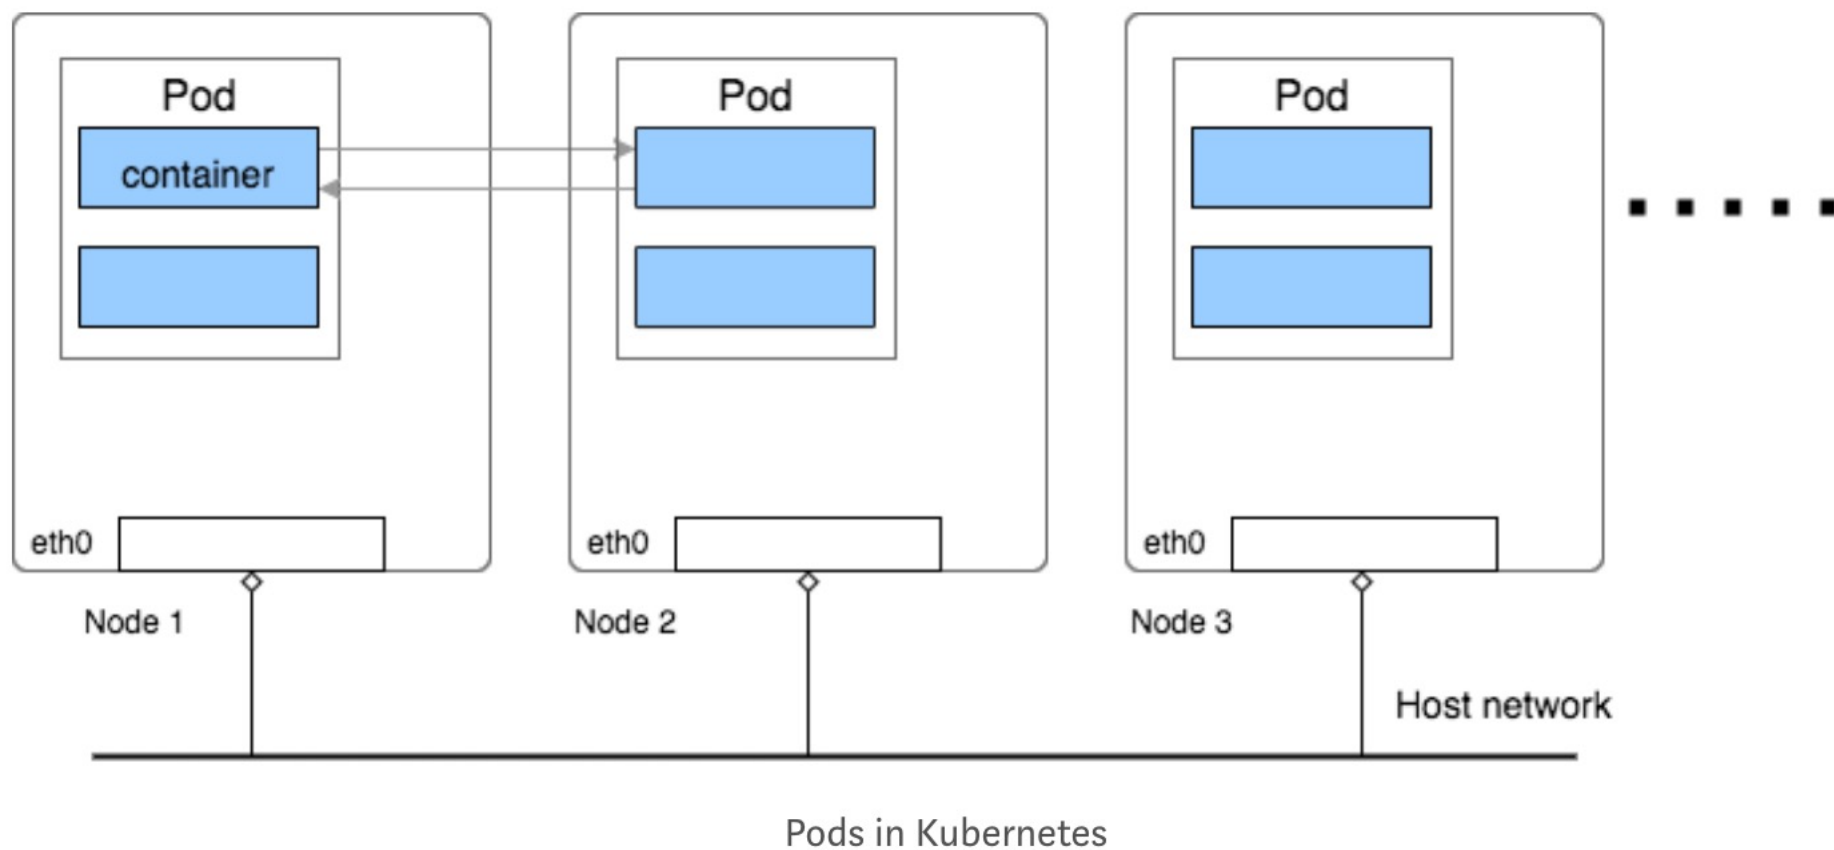 Pod
Pod
Pod
container
eth0
eth0
eth0
Node 1
Node 2
Node 3
Host network
Pods in Kubernetes